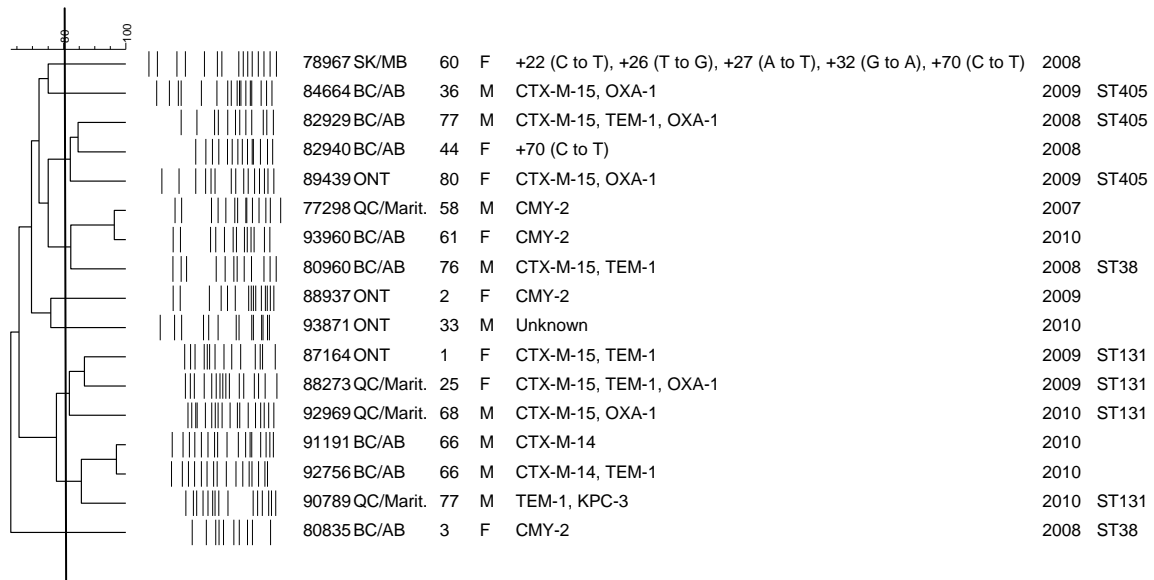 80 100
78967 SK/MB 60 F +22 (C to T), +26 (T to G), +27 (A to T), +32 (G to A), +70 (C to T) 2008
84664 BC/AB 36 M CTX-M-15, OXA-1 2009 ST405
82929 BC/AB 77 M CTX-M-15, TEM-1, OXA-1 2008 ST405
82940 BC/AB 44 F +70 (C to T) 2008
89439 ONT 80 F CTX-M-15, OXA-1 2009 ST405
77298 QC/Marit. 58 M CMY-2 2007
93960 BC/AB 61 F CMY-2 2010
80960 BC/AB 76 M CTX-M-15, TEM-1 2008 ST38
88937 ONT 2 F CMY-2 2009
93871 ONT 33 M Unknown 2010
87164 ONT 1 F CTX-M-15, TEM-1 2009 ST131
88273 QC/Marit. 25 F CTX-M-15, TEM-1, OXA-1 2009 ST131
92969 QC/Marit. 68 M CTX-M-15, OXA-1 2010 ST131
91191 BC/AB 66 M CTX-M-14 2010
92756 BC/AB 66 M CTX-M-14, TEM-1 2010
90789 QC/Marit. 77 M TEM-1, KPC-3 2010 ST131
80835 BC/AB 3 F CMY-2 2008 ST38